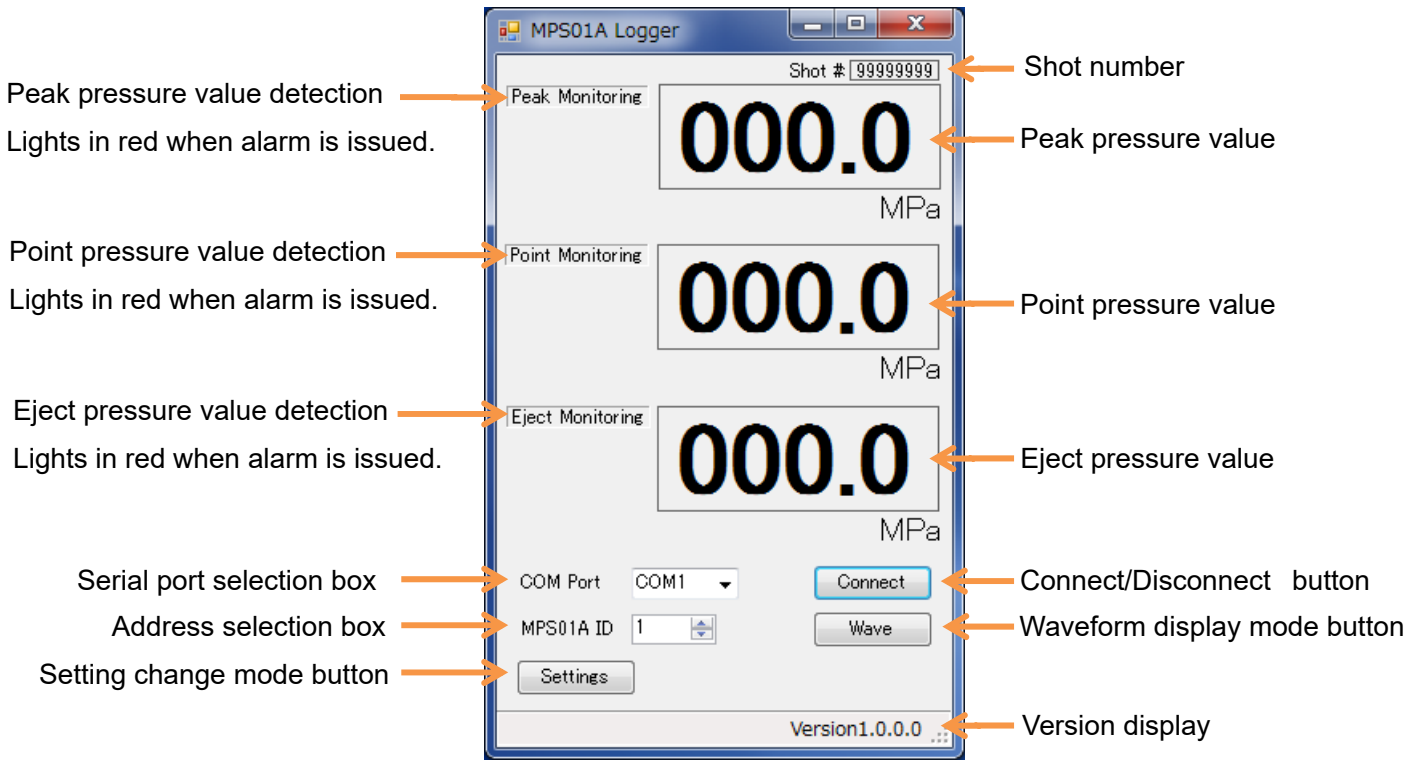 MPS01A Logger
Shot # 99999999
Shot number
Peak pressure value detection
Lights in red when alarm is issued.
Peak Monitoring
000.0
Peak pressure value
MPa
Point pressure value detection
Lights in red when alarm is issued.
Point Monitoring
000.0
Point pressure value
MPa
Eject pressure value detection
Lights in red when alarm is issued.
Eject Monitoring
000.0
Eject pressure value
MPa
Serial port selection box
COM Port COM1
Connect
Connect/Disconnect button
Address selection box
MPS01A ID 1
Wave
Waveform display mode button
Setting change mode button
Settings
Version1.0.0.0
Version display